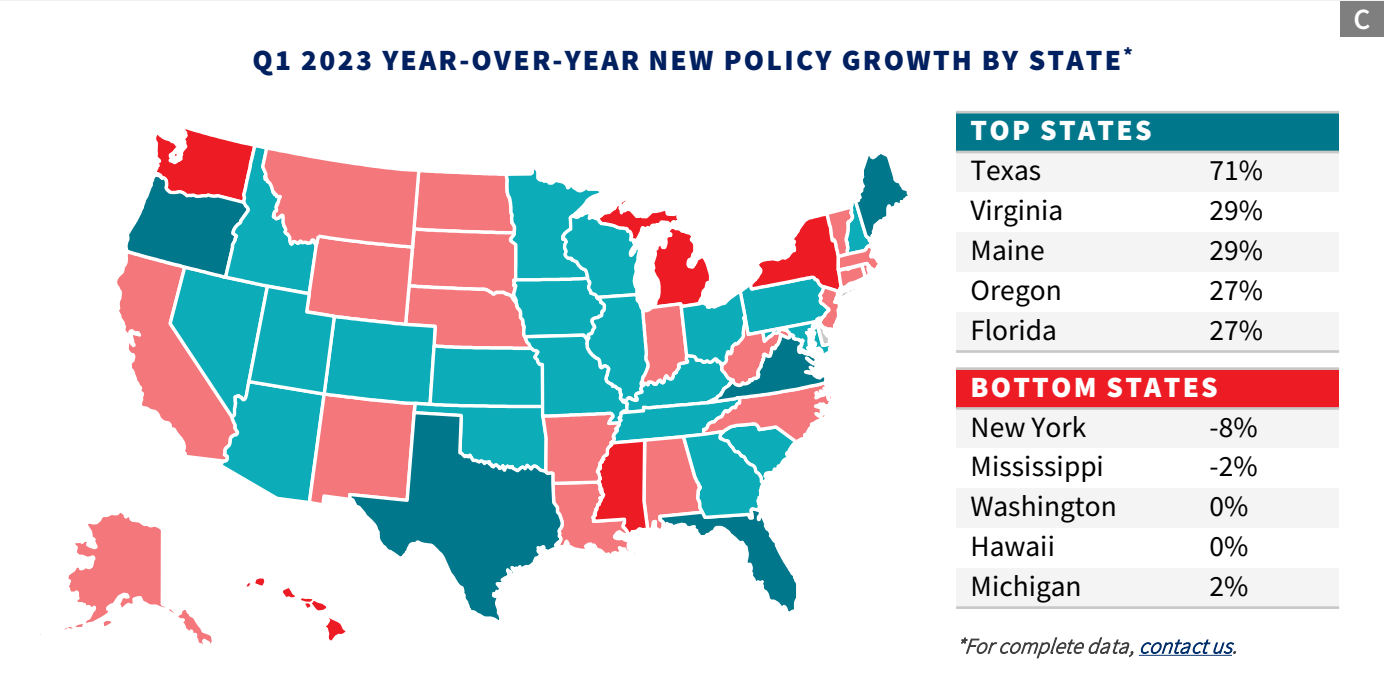 C
Q1 2023 YEAR-OVER-YEAR NEW POLICY GROWTH BY STATE*
TOP STATES
Texas 71%
Virginia 29%
Maine 29%
Oregon 27%
Florida 27%
BOTTOM STATES
New York -8%
Mississippi -2%
Washington 0%
Hawaii 0%
Michigan 2%
*For complete data, contact us.